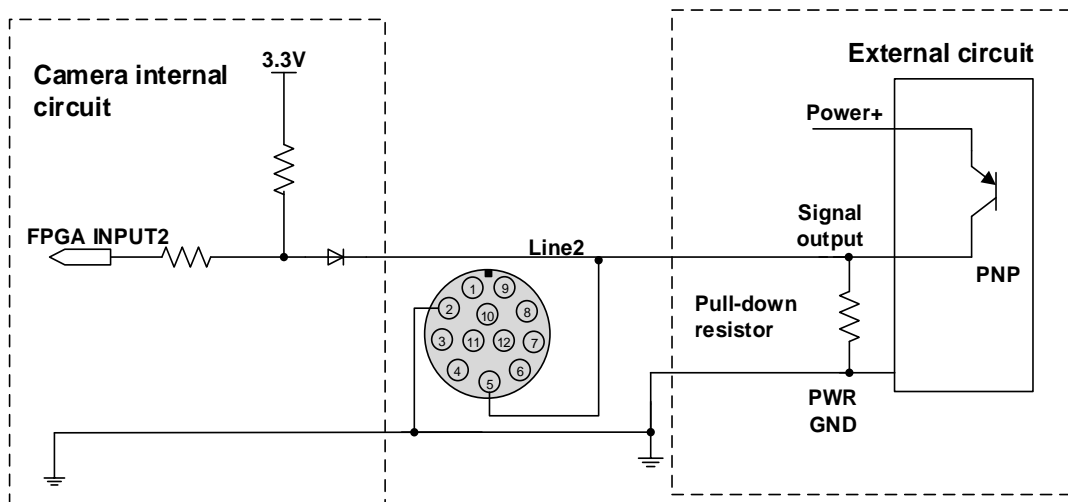 External circuit
3.3V
Camera internal
circuit
Power+
Signal
output
FPGA INPUT2
Line2
PNP
1
9
2
10
8
Pull-down
resistor
3
11
12
7
4
5
6
PWR
GND